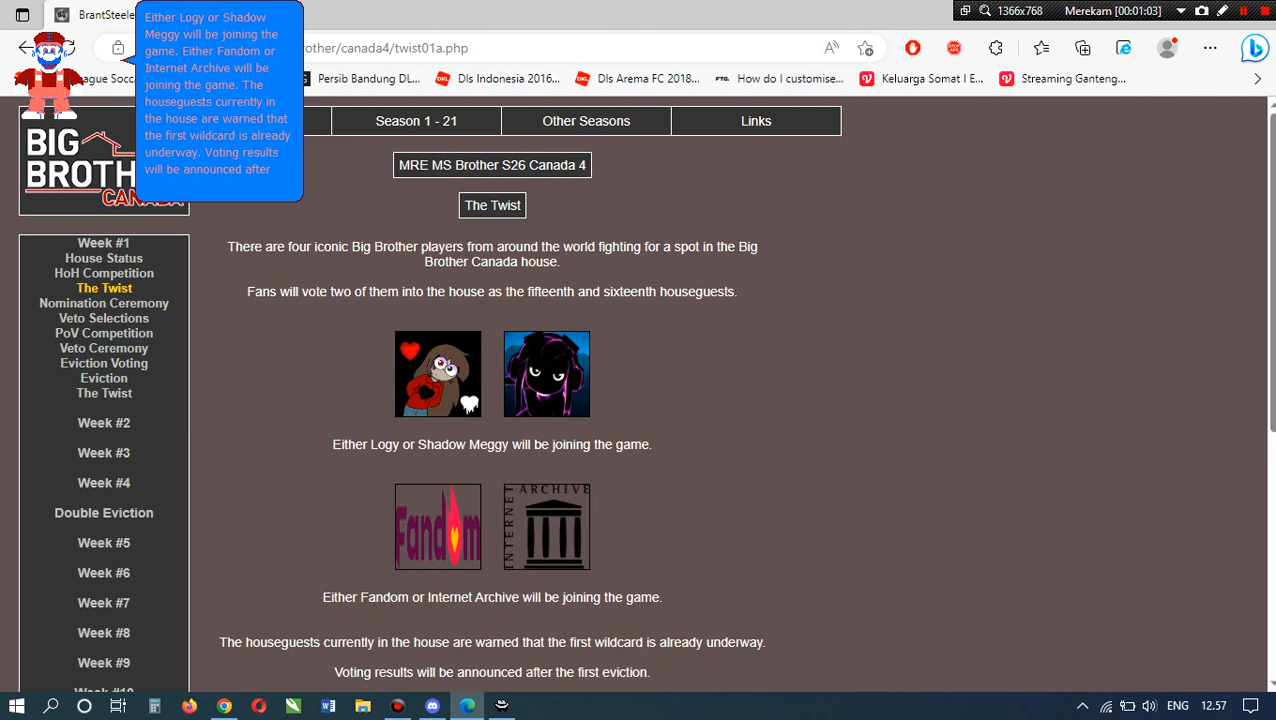 BrantSteele
1366x768
Merekam [00:01:03]
Either Logy or Shadow
Meggy will be joining the
game. Either Fandom or
Internet Archive will be
joining the game. The
houseguests currently in
the house are warned that
the first wildcard is already
underway. Voting results
will be announced after
rother/canada4/twist01a.php
ague Socc
Persib Bandung DL...
Dls Indonesia 2016...
Dls Arema FC 2018...
How do I customise...
Keluarga Somat I E...
Streaming Ganteng...
Season 1 - 21
Other Seasons
Links
BIG
BROTHE
CANADA
MRE MS Brother S26 Canada 4
The Twist
There are four iconic Big Brother players from around the world fighting for a spot in the Big
Brother Canada house.
Fans will vote two of them into the house as the fifteenth and sixteenth houseguests.
Either Logy or Shadow Meggy will be joining the game.
Fandom
INTERNET ARCHIVE
Either Fandom or Internet Archive will be joining the game.
The houseguests currently in the house are warned that the first wildcard is already underway.
Voting results will be announced after the first eviction.
Week #1
House Status
HoH Competition
The Twist
Nomination Ceremony
Veto Selections
PoV Competition
Veto Ceremony
Eviction Voting
Eviction
The Twist
Week #2
Week #3
Week #4
Double Eviction
Week #5
Week #6
Week #7
Week #8
Week #9
Week #10
ENG
12.57